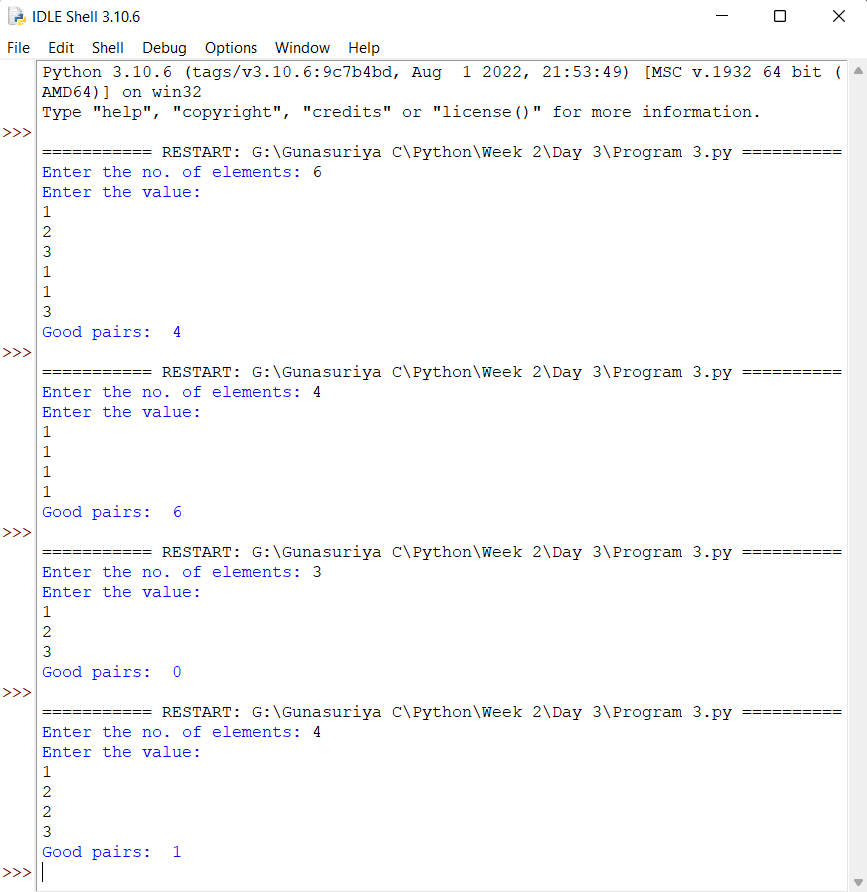 IDLE Shell 3.10.6
File Edit Shell Debug Options Window Help
Python 3.10.6 (tags/v3.10.6:9c7b4bd, Aug  1 2022, 21:53:49) [MSC v.1932 64 bit (
AMD64)] on win32
Type "help", "copyright", "credits" or "license()" for more information.
>>>
=========== RESTART: G:\Gunasuriya C\Python\Week 2\Day 3\Program 3.py ==========
Enter the no. of elements: 6
Enter the value:
1
2
3
1
1
3
Good pairs:  4
>>>
=========== RESTART: G:\Gunasuriya C\Python\Week 2\Day 3\Program 3.py ==========
Enter the no. of elements: 4
Enter the value:
1
1
1
1
Good pairs:  6
>>>
=========== RESTART: G:\Gunasuriya C\Python\Week 2\Day 3\Program 3.py ==========
Enter the no. of elements: 3
Enter the value:
1
2
3
Good pairs:  0
>>>
=========== RESTART: G:\Gunasuriya C\Python\Week 2\Day 3\Program 3.py ==========
Enter the no. of elements: 4
Enter the value:
1
2
2
3
Good pairs:  1
>>>